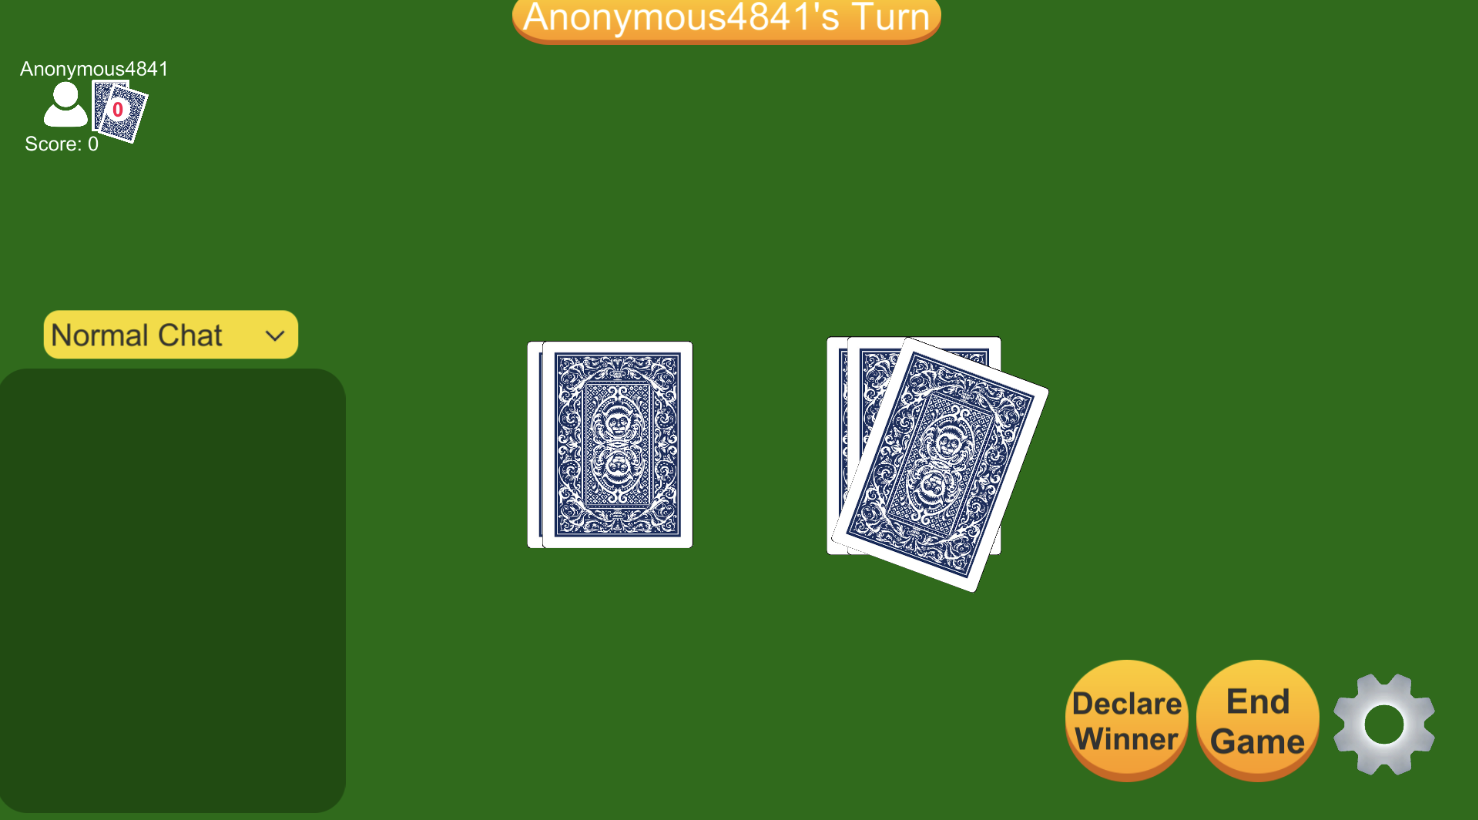 Anonymous4841's Turn
Anonymous4841
0
Score: 0
Normal Chat
Declare
Winner
End
Game